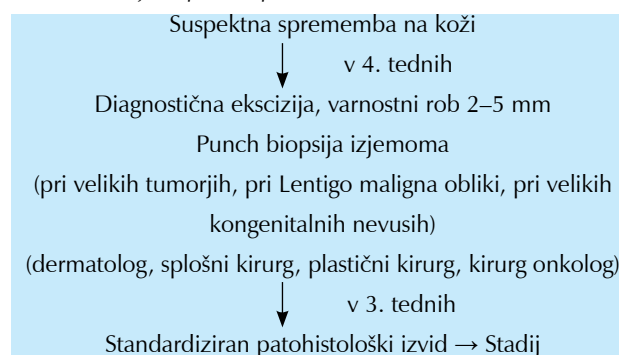 Suspektna sprememba na koži
v 4. tednih
Diagnostična ekscizija, varnostni rob 2–5 mm
Punch biopsija izjemoma
(pri velikih tumorjih, pri Lentigo maligna obliki, pri velikih
kongenitalnih nevusih)
(dermatolog, splošni kirurg, plastični kirurg, kirurg onkolog)
v 3. tednih
Standardiziran patohistološki izvid → Stadij